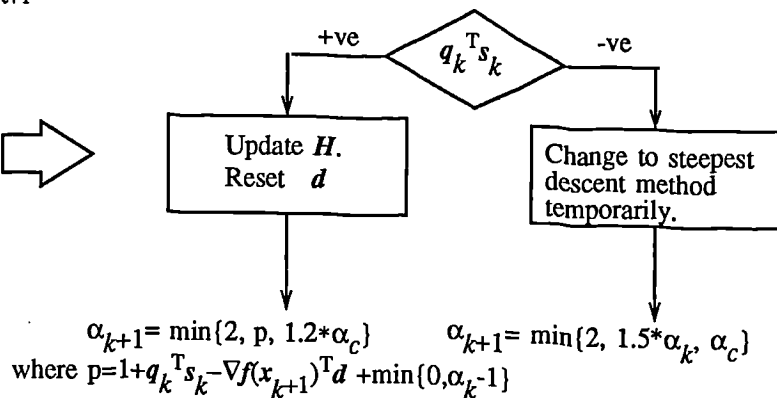 +ve
q_k^T s_k
-ve
Update H.
Reset d
Change to steepest
descent method
temporarily.
α_{k+1}= min{2, p, 1.2*α_c}
α_{k+1}= min{2, 1.5*α_k, α_c}
where p=1+q_k^T s_k−∇f(x_{k+1})^T d +min{0,α_k-1}